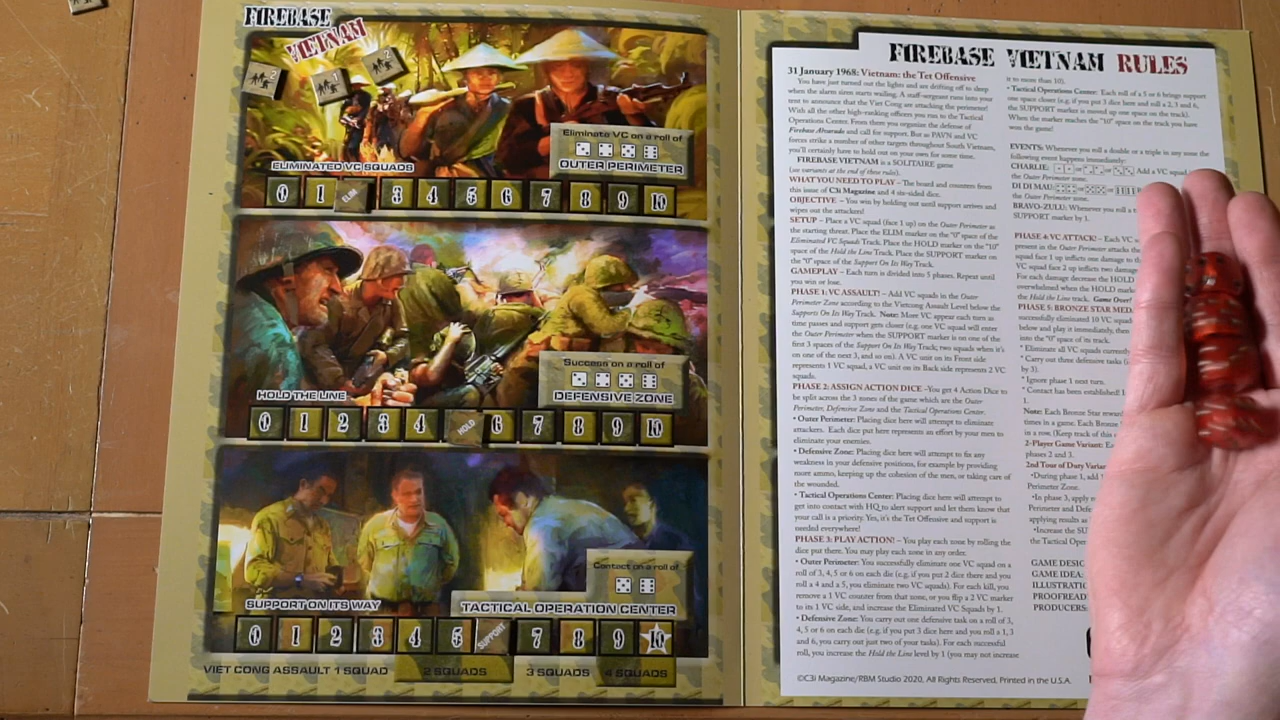 FIREBASE
VIETNAM
2
1
2
Eliminate VC on a roll of
OUTER PERIMETER
ELIMINATED VC SQUADS
0 1 ELIM 3 4 5 6 7 8 9 10
Success on a roll of
DEFENSIVE ZONE
HOLD THE LINE
0 1 2 3 4 HOLD 6 7 8 9 10
Contact on a roll of
SUPPORT ON ITS WAY
TACTICAL OPERATION CENTER
0 1 2 3 4 5 SUPPORT 7 8 9 10
VIET CONG ASSAULT 1 SQUAD 2 SQUADS 3 SQUADS 4 SQUADS
FIREBASE VIETNAM RULES
31 January 1968: Vietnam: the Tet Offensive
You have just turned out the lights and are drifting off to sleep
when the alarm siren starts wailing. A staff-sergeant runs into your
tent to announce that the Viet Cong are attacking the perimeter!
With all the other high-ranking officers you run to the Tactical
Operations Center. From there you organize the defense of
Firebase Alvarado and call for support. But as PAVN and VC
forces strike a number of other targets throughout South Vietnam,
you'll certainly have to hold out on your own for some time.
FIREBASE VIETNAM is a SOLITAIRE game
(see variants at the end of these rules).
WHAT YOU NEED TO PLAY – The board and counters from
this issue of C3i Magazine and 4 six-sided dice.
OBJECTIVE – You win by holding out until support arrives and
wipes out the attackers!
SETUP – Place a VC squad (face 1 up) on the Outer Perimeter as
the starting threat. Place the ELIM marker on the "0" space of the
Eliminated VC Squads Track. Place the HOLD marker on the "10"
space of the Hold the Line Track. Place the SUPPORT marker on
the "0" space of the Support On Its Way Track.
GAMEPLAY – Each turn is divided into 5 phases. Repeat until
you win or lose.
PHASE 1: VC ASSAULT! – Add VC squads in the Outer
Perimeter Zone according to the Vietcong Assault Level below the
Supports On Its Way Track. Note: More VC appear each turn as
time passes and support gets closer (e.g. one VC squad will enter
the Outer Perimeter when the SUPPORT marker is on one of the
first 3 spaces of the Support On Its Way Track; two squads when it's
on one of the next 3, and so on). A VC unit on its Front side
represents 1 VC squad, a VC unit on its Back side represents 2 VC
squads.
PHASE 2: ASSIGN ACTION DICE –You get 4 Action Dice to
be split across the 3 zones of the game which are the Outer
Perimeter, Defensive Zone and the Tactical Operations Center.
• Outer Perimeter: Placing dice here will attempt to eliminate
attackers. Each dice put here represents an effort by your men to
eliminate your enemies.
• Defensive Zone: Placing dice here will attempt to fix any
weakness in your defensive positions, for example by providing
more ammo, keeping up the cohesion of the men, or taking care of
the wounded.
• Tactical Operations Center: Placing dice here will attempt to
get into contact with HQ to alert support and let them know that
your call is a priority. Yes, it's the Tet Offensive and support is
needed everywhere!
PHASE 3: PLAY ACTION! – You play each zone by rolling the
dice put there. You may play each zone in any order.
• Outer Perimeter: You successfully eliminate one VC squad on a
roll of 3, 4, 5 or 6 on each die (e.g. if you put 2 dice there and you
roll a 4 and a 5, you eliminate two VC squads). For each kill, you
remove a VC 1 counter from that zone, or you flip a 2 VC marker
to its 1 VC side, and increase the Eliminated VC Squads by 1.
• Defensive Zone: You carry out one defensive task on a roll of 3,
4, 5 or 6 on each die (e.g. if you put 3 dice here and you roll a 1, 3
and 6, you carry out just two of your tasks). For each successful
roll, you increase the Hold the Line level by 1 (you may not increase
it to more than 10).
• Tactical Operations Center: Each roll of a 5 or 6 brings support
one space closer (e.g. if you put 3 dice here and roll a 2, 3 and 6,
the SUPPORT marker is moved up one space on the track).
When the marker reaches the "10" space on the track you have
won the game!
EVENTS: Whenever you roll a double or a triple in any zone the
following event happens immediately:
CHARLIE: or or Add a VC squad
the Outer Perimeter zone.
DI DI MAU: or or
the Outer Perimeter zone.
BRAVO-ZULU: Whenever you roll a t
SUPPORT marker by 1.
PHASE 4: VC ATTACK! – Each VC
present in the Outer Perimeter attacks the
squad face 1 up inflicts one damage to th
VC squad face 2 up inflicts two damage
For each damage decrease the HOLD
overwhelmed when the HOLD mark
the Hold the Line track. Game Over!
PHASE 5: BRONZE STAR MED
successfully eliminated 10 VC squad
below and play it immediately, then
into the "0" space of its track.
* Eliminate all VC squads currently
* Carry out three defensive tasks (i
by 3).
* Ignore phase 1 next turn.
* Contact has been established!
1.
Note: Each Bronze Star reward
times in a game. Each Bronze
in a row. (Keep track of this
2-Player Game Variant: Ea
phases 2 and 3.
2nd Tour of Duty Varian
•During phase 1, add
Perimeter Zone.
•In phase 3, apply
Perimeter and Defe
applying results as
•Increase the SU
the Tactical Oper
GAME DESIG
GAME IDEA:
ILLUSTRATI
PROOFREAD
PRODUCERS:
©C3i Magazine/RBM Studio 2020. All Rights Reserved. Printed in the U.S.A.